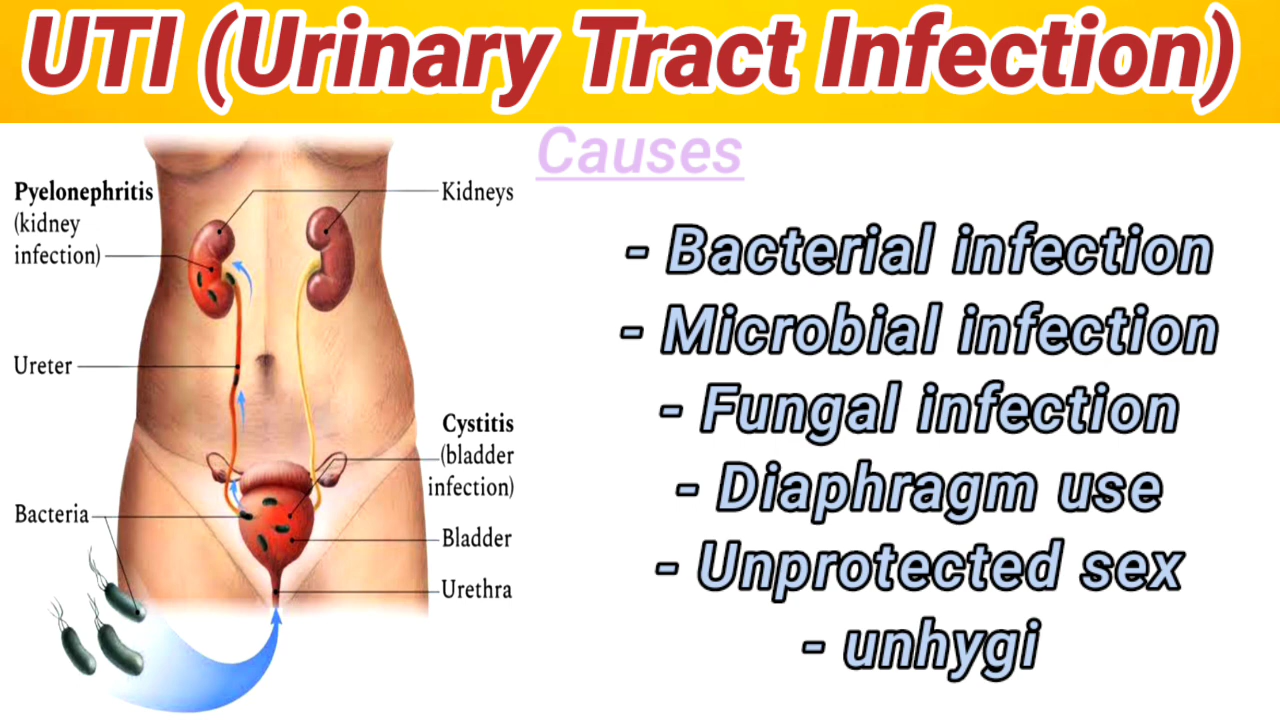 UTI (Urinary Tract Infection)
Causes
Pyelonephritis
(kidney
infection)
Kidneys
Ureter
Cystitis
(bladder
infection)
Bacteria
Bladder
Urethra
- Bacterial infection
- Microbial infection
- Fungal infection
- Diaphragm use
- Unprotected sex
- unhygi